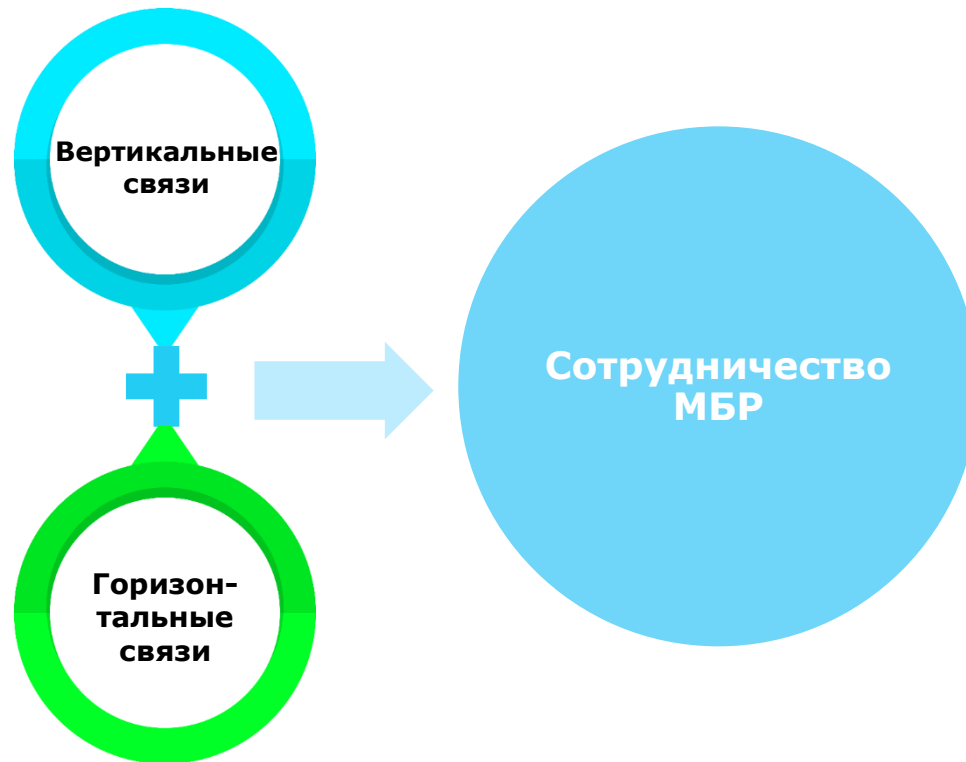 Вертикальные
связи
Сотрудничество
МБР
Горизон-
тальные
связи